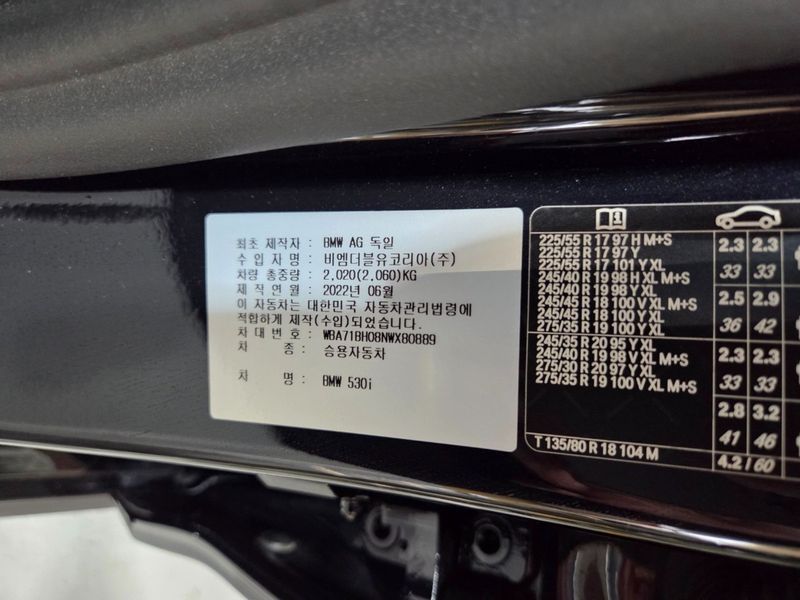 최초 제작자 : BMW AG 독일
수 입 자 명 : 비엠더블유코리아(주)
차량 총중량 : 2,020(2,060)KG
제 작 연 월 : 2022년 06월
이 자동차는 대한민국 자동차관리법령에
적합하게 제작(수입)되었습니다.
차 대 번 호 : WBA71BH08NWX80889
차 종 : 승용자동차
차 명 : BMW 530i
225/55 R 17 97 H M+S
225/55 R 17 97 Y
225/55 R 17 101 Y XL
245/40 R 19 98 H XL M+S
245/40 R 19 98 Y XL
245/45 R 18 100 V XL M+S
245/45 R 18 100 Y XL
275/35 R 19 100 Y XL
245/35 R 20 95 Y XL
245/40 R 19 98 V XL M+S
275/30 R 20 97 Y XL
275/35 R 19 100 V XL M+S
T 135/80 R 18 104 M
2.3 2.3
33 33
2.5 2.9
36 42
2.3 2.3
33 33
2.8 3.2
41 46
4.2 / 60